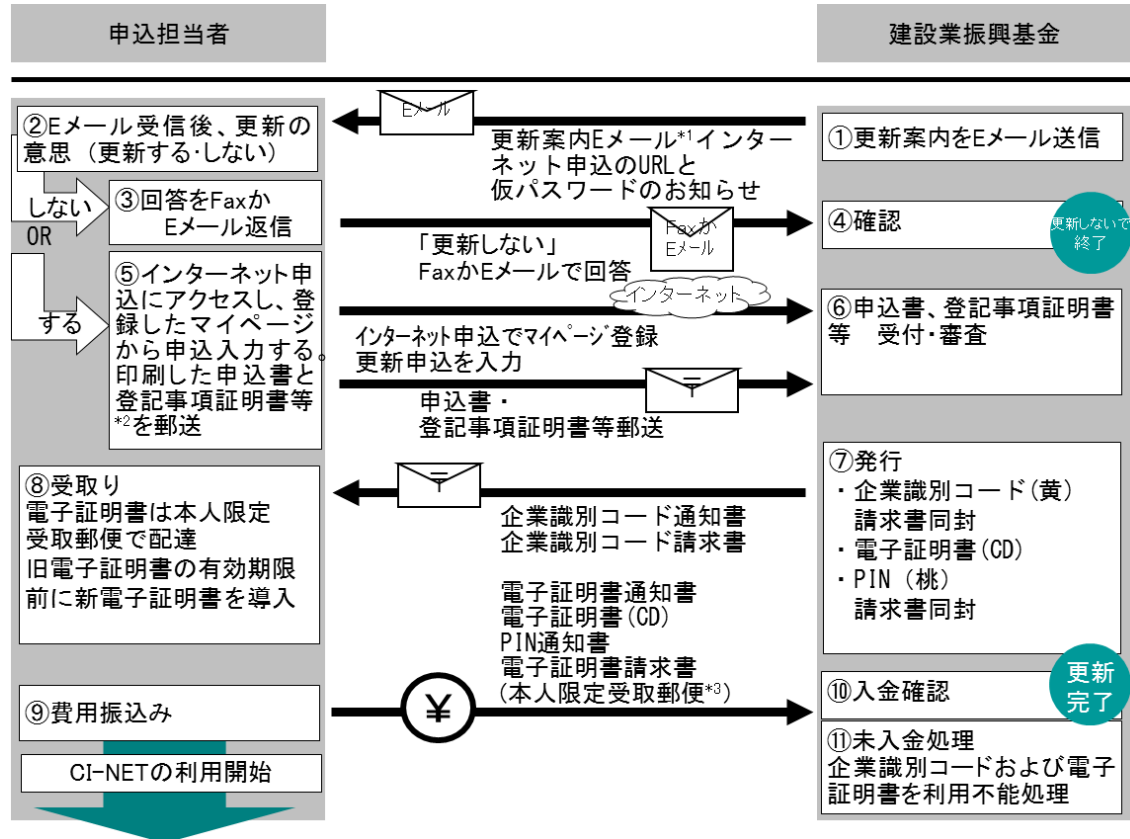 申込担当者
建設業振興基金
Eメール
②Eメール受信後、更新の
意思（更新する・しない）
更新案内Eメール*1インター
ネット申込のURLと
仮パスワードのお知らせ
①更新案内をEメール送信
しない
OR
③回答をFaxか
Eメール返信
Faxか
Eメール
「更新しない」
FaxかEメールで回答
④確認
更新しないで
終了
する
⑤インターネット申
込にアクセスし、登
録したマイページ
から申込入力する。
印刷した申込書と
登記事項証明書等
*2を郵送
インターネット
インターネット申込でマイページ登録
更新申込を入力
⑥申込書、登記事項証明書
等　受付・審査
〒
申込書・
登記事項証明書等郵送
⑧受取り
電子証明書は本人限定
受取郵便で配達
旧電子証明書の有効期限
前に新電子証明書を導入
〒
企業識別コード通知書
企業識別コード請求書
電子証明書通知書
電子証明書(CD)
PIN通知書
電子証明書請求書
(本人限定受取郵便*3)
⑦発行
・企業識別コード(黄)
請求書同封
・電子証明書(CD)
・PIN（桃）
請求書同封
⑨費用振込み
¥
⑩入金確認
更新
完了
CI-NETの利用開始
⑪未入金処理
企業識別コードおよび電子
証明書を利用不能処理